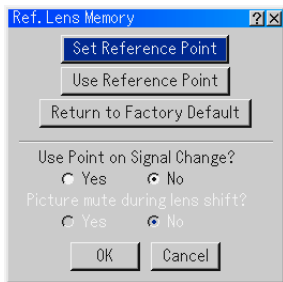 Ref. Lens Memory
Set Reference Point
Use Reference Point
Return to Factory Default
Use Point on Signal Change?
Yes No
Picture mute during lens shift?
Yes No
OK Cancel